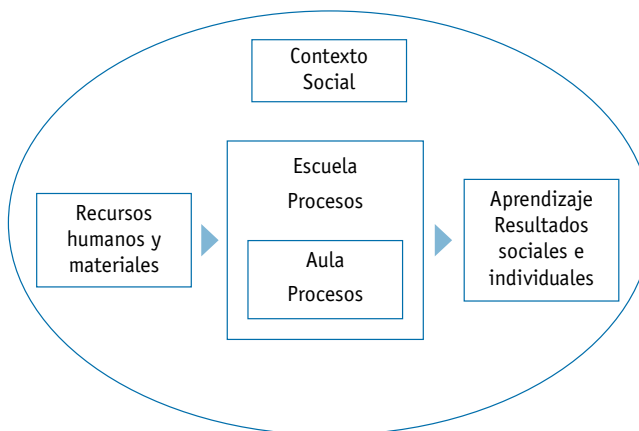 Contexto
Social
Recursos
humanos y
materiales
Escuela
Procesos
Aula
Procesos
Aprendizaje
Resultados
sociales e
individuales